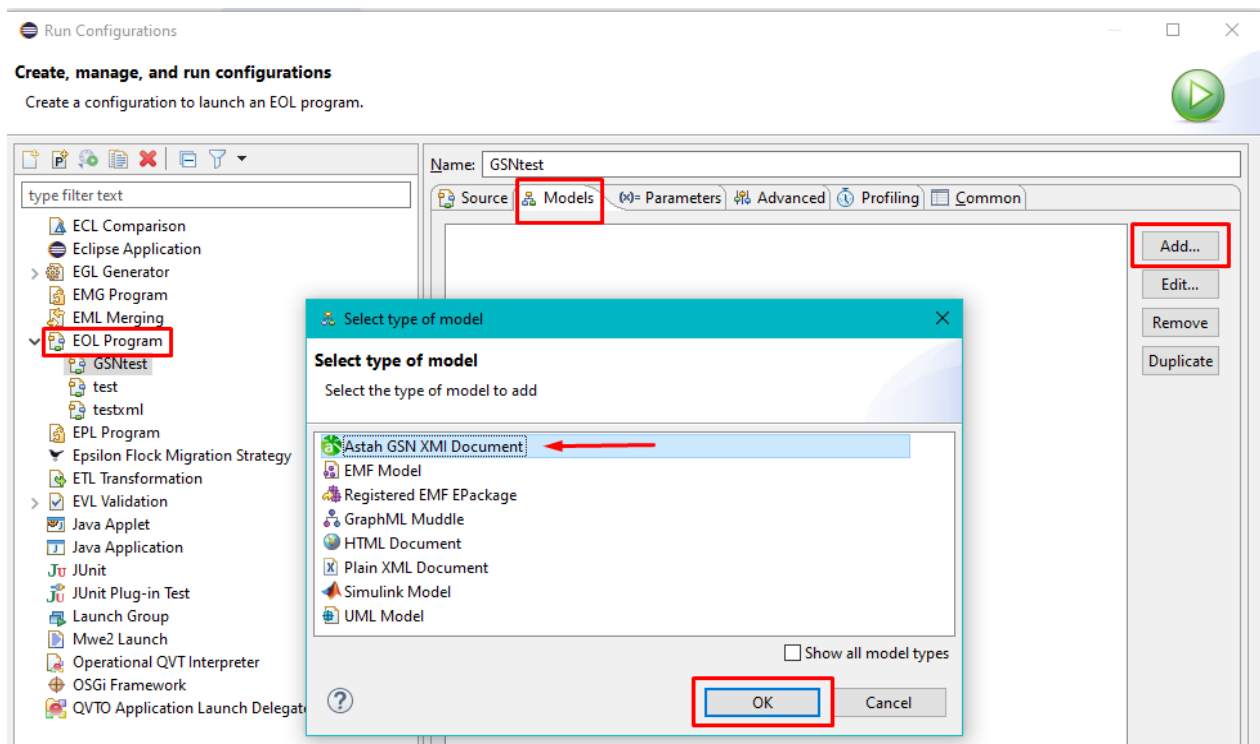 Run Configurations
Create, manage, and run configurations
Create a configuration to launch an EOL program.
type filter text
ECL Comparison
Eclipse Application
EGL Generator
EMG Program
EML Merging
EOL Program
GSNtest
test
testxml
EPL Program
Epsilon Flock Migration Strategy
ETL Transformation
EVL Validation
Java Applet
Java Application
JUnit
JUnit Plug-in Test
Launch Group
Mwe2 Launch
Operational QVT Interpreter
OSGi Framework
QVTO Application Launch Delegat
Name: GSNtest
Source Models (x)= Parameters Advanced Profiling Common
Add...
Edit...
Remove
Duplicate
Select type of model
Select type of model
Select the type of model to add
Astah GSN XMI Document
EMF Model
Registered EMF EPackage
GraphML Muddle
HTML Document
Plain XML Document
Simulink Model
UML Model
Show all model types
OK Cancel